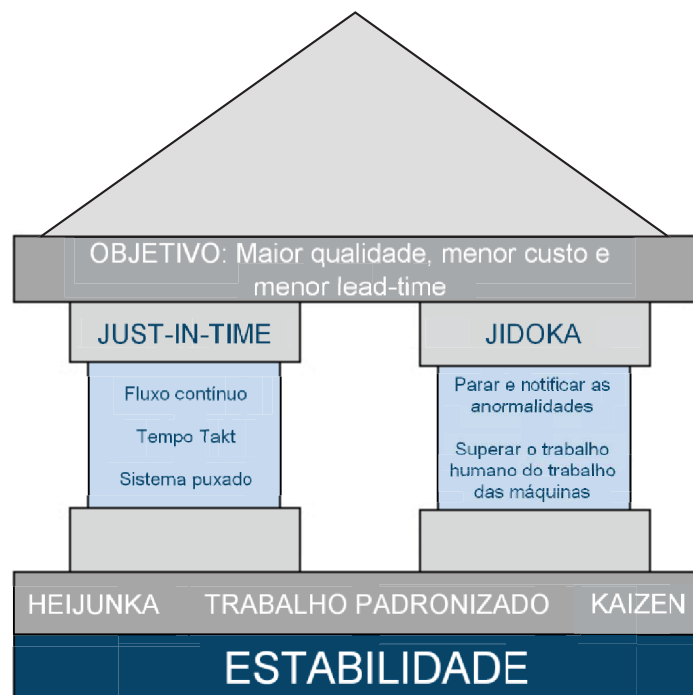 OBJETIVO: Maior qualidade, menor custo e
menor lead-time
JUST-IN-TIME
Fluxo contínuo
Tempo Takt
Sistema puxado
JIDOKA
Parar e notificar as
anormalidades
Superar o trabalho
humano do trabalho
das máquinas
HEIJUNKA TRABALHO PADRONIZADO KAIZEN
ESTABILIDADE